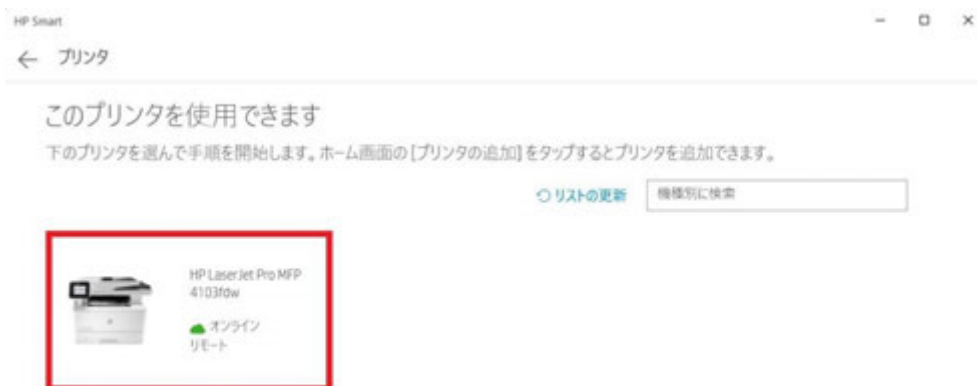 HP Smart
プリンタ
このプリンタを使用できます
下のプリンタを選んで手順を開始します。ホーム画面の[プリンタの追加]をタップするとプリンタを追加できます。
リストの更新
機種別に検索
HP LaserJet Pro MFP
4103fdw
オンライン
リモート